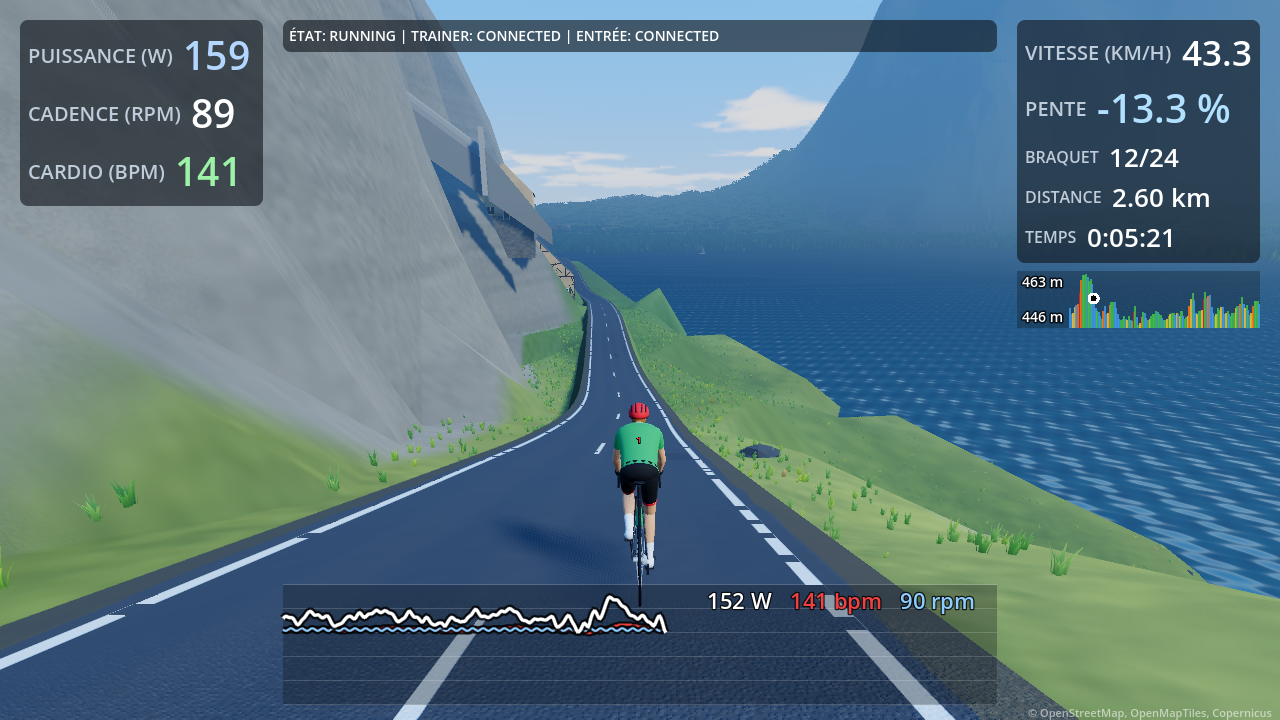 PUISSANCE (W) 159
CADENCE (RPM) 89
CARDIO (BPM) 141
ÉTAT: RUNNING | TRAINER: CONNECTED | ENTRÉE: CONNECTED
VITESSE (KM/H) 43.3
PENTE -13.3 %
BRAQUET 12/24
DISTANCE 2.60 km
TEMPS 0:05:21
463 m
446 m
152 W 141 bpm 90 rpm
© OpenStreetMap, OpenMapTiles, Copernicus